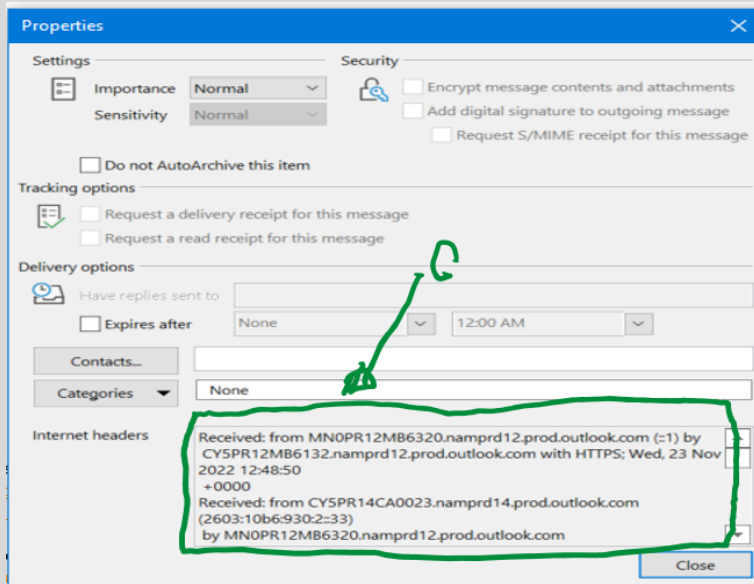 Properties
Settings
Security
Importance Normal
Encrypt message contents and attachments
Sensitivity Normal
Add digital signature to outgoing message
Request S/MIME receipt for this message
Do not AutoArchive this item
Tracking options
Request a delivery receipt for this message
Request a read receipt for this message
Delivery options
Have replies sent to
Expires after None 12:00 AM
Contacts...
Categories None
Internet headers
Received: from MN0PR12MB6320.namprd12.prod.outlook.com (::1) by
CY5PR12MB6132.namprd12.prod.outlook.com with HTTPS; Wed, 23 Nov
2022 12:48:50
+0000
Received: from CY5PR14CA0023.namprd14.prod.outlook.com
(2603:10b6:930:2::33)
by MN0PR12MB6320.namprd12.prod.outlook.com
Close